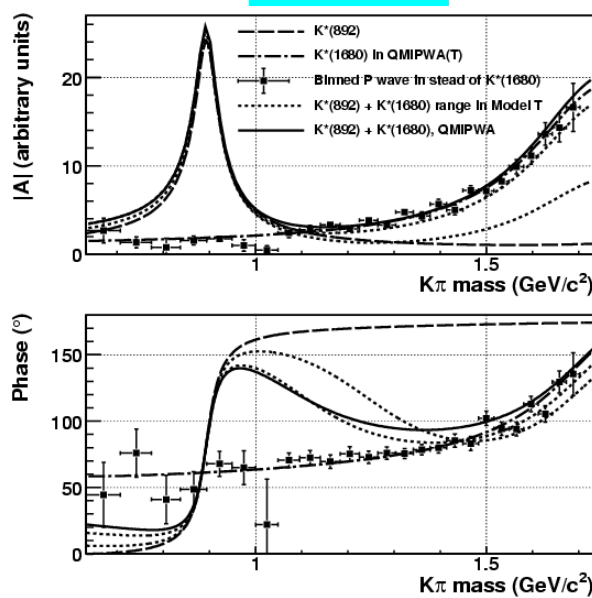 K*(892)
K*(1680) in QMIPWA(T)
Binned P wave in stead of K*(1680)
K*(892) + K*(1680) range in Model T
K*(892) + K*(1680), QMIPWA
|A| (arbitrary units)
20
10
0
1
1.5
Kπ mass (GeV/c²)
Phase (°)
150
100
50
0
1
1.5
Kπ mass (GeV/c²)